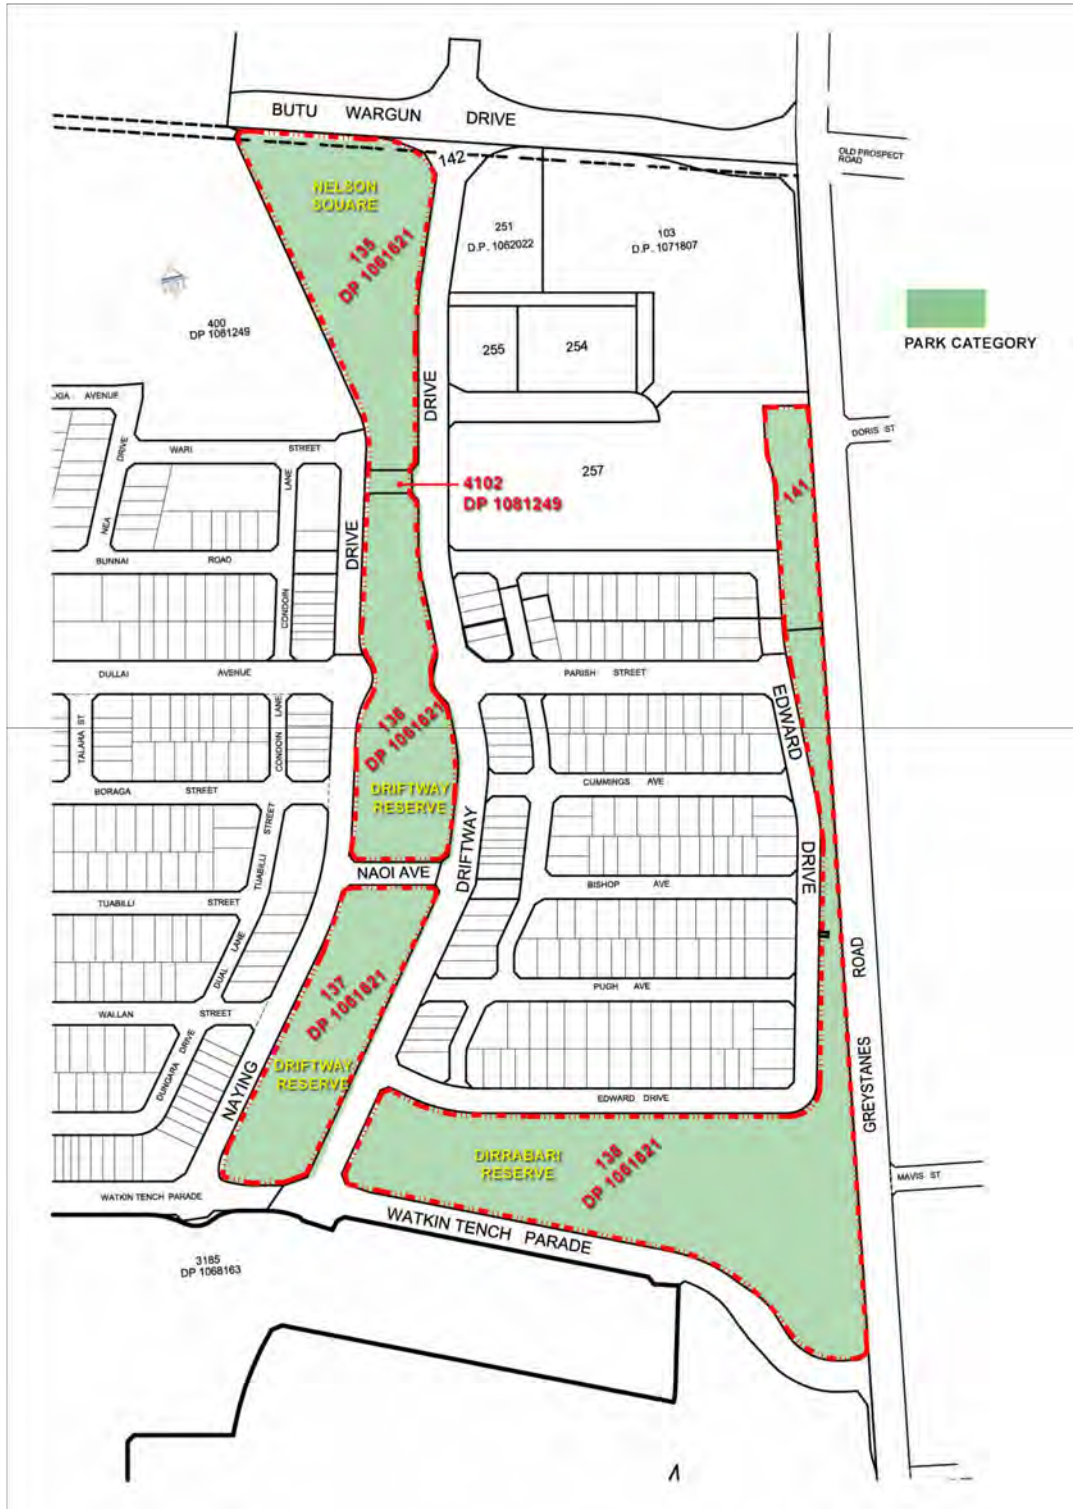 BUTU WARGUN DRIVE
OLD PROSPECT
ROAD
142
NELSON
SQUARE
251
D.P. 1062022
103
D.P. 1071807
135
DP 1061621
400
DP 1081249
PARK CATEGORY
255
254
DRIVE
OGA AVENUE
DORIS ST
WARI STREET
NEA DRIVE
LANE
257
141
4102
DP 1081249
DRIVE
BUNNAI ROAD
CONDOIN
DULLAI AVENUE
PARISH STREET
TALARA ST
CONDOIN LANE
136
DP 1061621
EDWARD
BORAGA STREET
DRIFTWAY
RESERVE
CUMMINGS AVE
TUABILLI STREET
DRIFTWAY
DRIVE
NAOI AVE
BISHOP AVE
TUABILLI STREET
DUAL LANE
ROAD
137
DP 1061621
PUGH AVE
WALLAN STREET
DUNGARA DRIVE
NAYING
DRIFTWAY
RESERVE
EDWARD DRIVE
GREYSTANES
DIRRABARI
RESERVE
138
DP 1061621
MAVIS ST
WATKIN TENCH PARADE
WATKIN TENCH PARADE
3185
DP 1068163